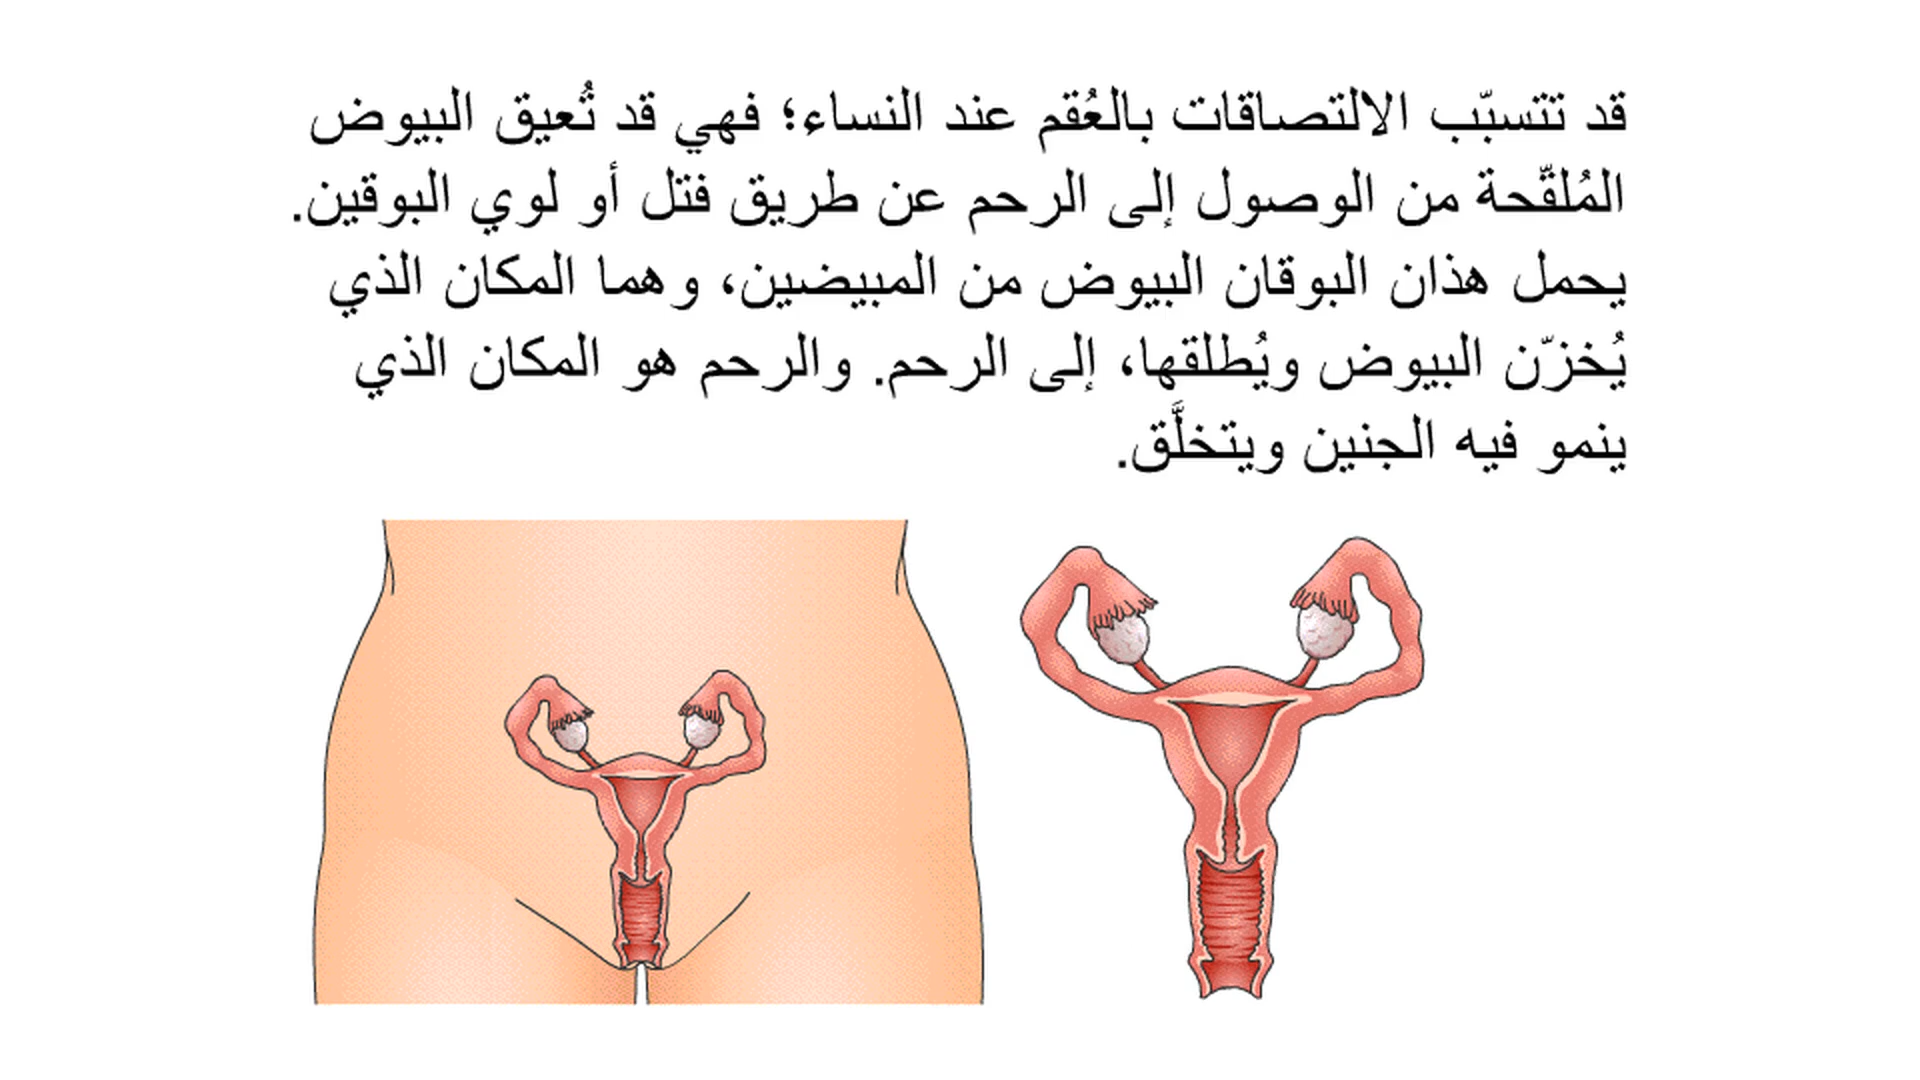 قد تتسبّب الالتصاقات بالعُقم عند النساء؛ فهي قد تُعيق البيوض
المُلقّحة من الوصول إلى الرحم عن طريق فتل أو لوي البوقين.
يحمل هذان البوقان البيوض من المبيضين، وهما المكان الذي
يُخزّن البيوض ويُطلقها، إلى الرحم. والرحم هو المكان الذي
ينمو فيه الجنين ويتخلَّق.